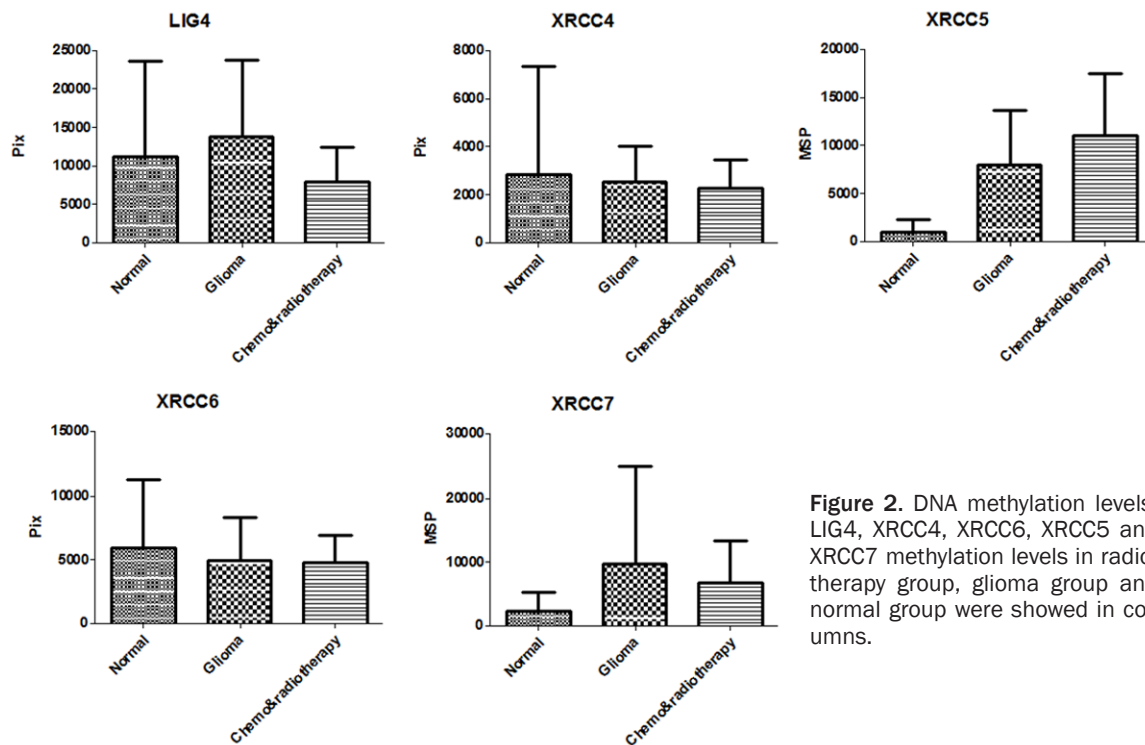 LIG4
25000
20000
15000
10000
5000
0
Pix
Normal
Glioma
Chemo&radiotherapy
XRCC4
8000
6000
4000
2000
0
Pix
Normal
Glioma
Chemo&radiotherapy
XRCC5
20000
15000
10000
5000
0
MSP
Normal
Glioma
Chemo&radiotherapy
XRCC6
15000
10000
5000
0
Pix
Normal
Glioma
Chemo&radiotherapy
XRCC7
30000
20000
10000
0
MSP
Normal
Glioma
Chemo&radiotherapy
Figure 2. DNA methylation levels
LIG4, XRCC4, XRCC6, XRCC5 an
XRCC7 methylation levels in radio
therapy group, glioma group an
normal group were showed in co
umns.